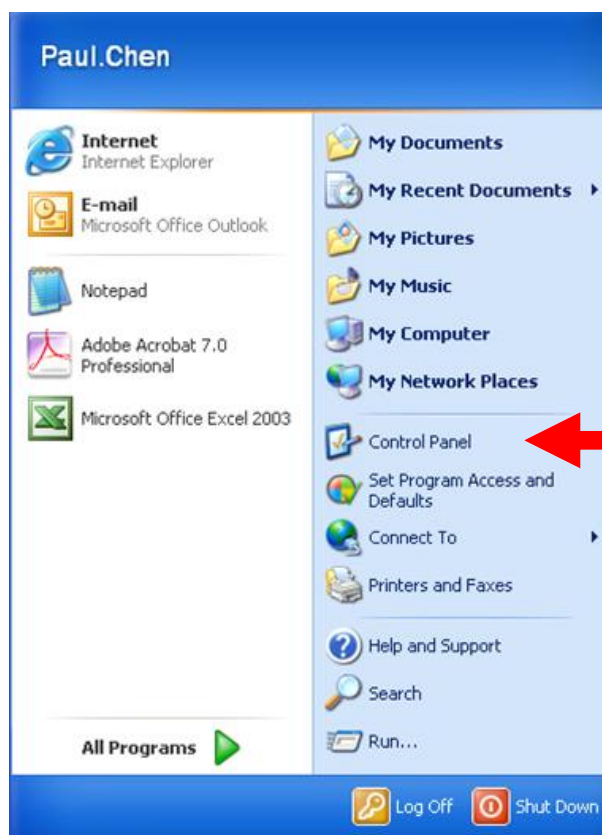 Paul.Chen
Internet
Internet Explorer
E-mail
Microsoft Office Outlook
Notepad
Adobe Acrobat 7.0
Professional
Microsoft Office Excel 2003
All Programs
My Documents
My Recent Documents
My Pictures
My Music
My Computer
My Network Places
Control Panel
Set Program Access and
Defaults
Connect To
Printers and Faxes
Help and Support
Search
Run...
Log Off
Shut Down